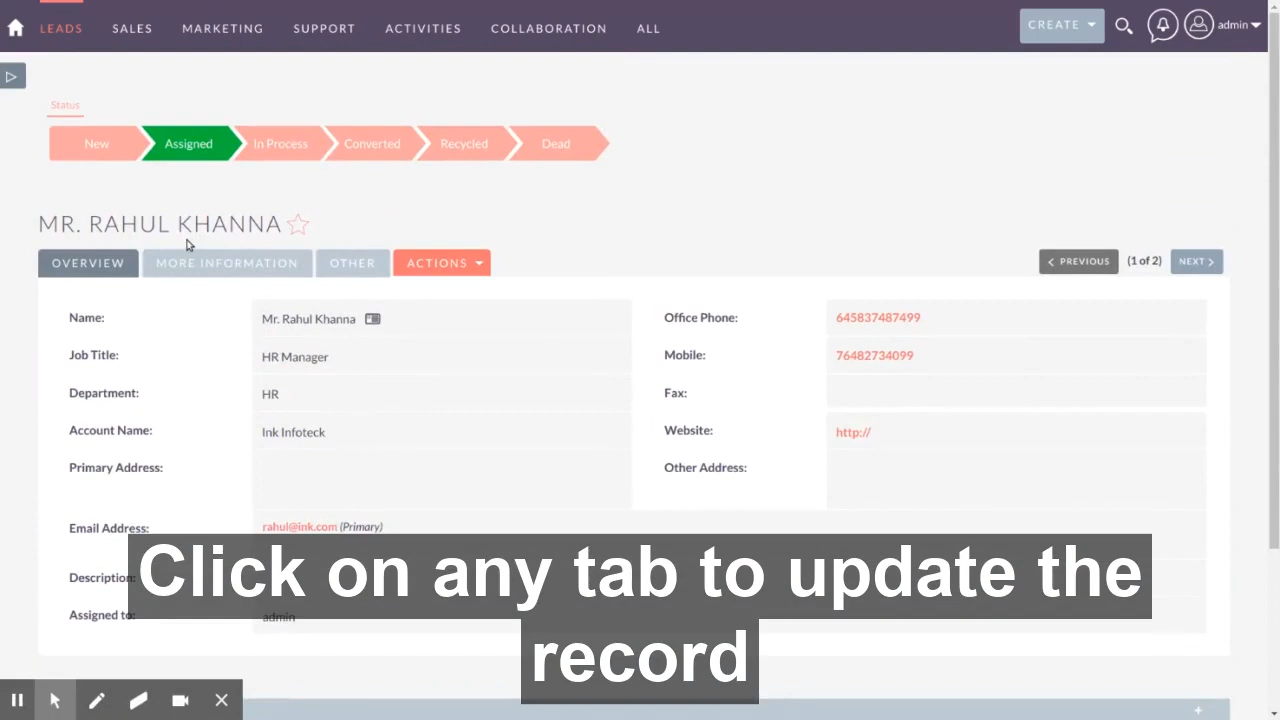 LEADS SALES MARKETING SUPPORT ACTIVITIES COLLABORATION ALL CREATE admin
Status
New Assigned In Process Converted Recycled Dead
MR. RAHUL KHANNA
OVERVIEW MORE INFORMATION OTHER ACTIONS PREVIOUS (1 of 2) NEXT
Name: Mr. Rahul Khanna Office Phone: 645837487499
Job Title: HR Manager Mobile: 76482734099
Department: HR Fax:
Account Name: Ink Infoteck Website: http://
Primary Address: Other Address:
Email Address: rahul@ink.com (Primary)
Description:
Assigned to: admin
Click on any tab to update the
record